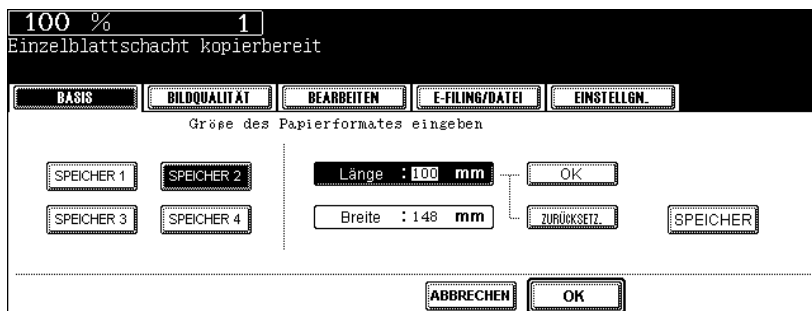 100 % 1
Einzelblattschacht kopierbereit
BASIS BILDQUALITÄT BEARBEITEN E-FILING/DATEI EINSTELLGN.
Größe des Papierformates eingeben
SPEICHER 1 SPEICHER 2 Länge : 100 mm OK
SPEICHER 3 SPEICHER 4 Breite : 148 mm ZURÜCKSETZ. SPEICHER
ABBRECHEN OK